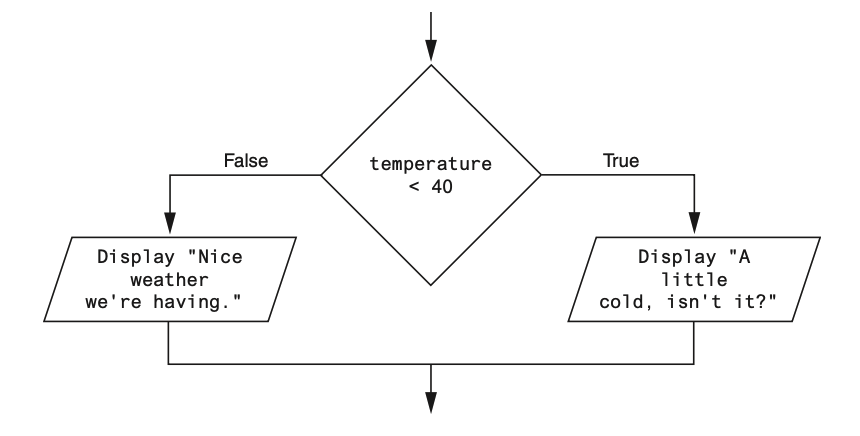 False
True
temperature
< 40
Display "Nice
weather
we're having."
Display "A
little
cold, isn't it?"